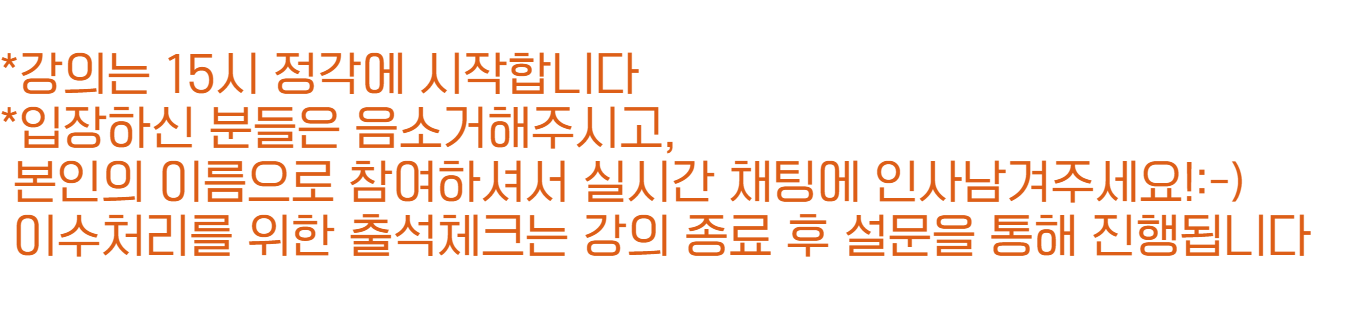 *강의는 15시 정각에 시작합니다
*입장하신 분들은 음소거해주시고,
본인의 이름으로 참여하셔서 실시간 채팅에 인사남겨주세요!:-)
이수처리를 위한 출석체크는 강의 종료 후 설문을 통해 진행됩니다